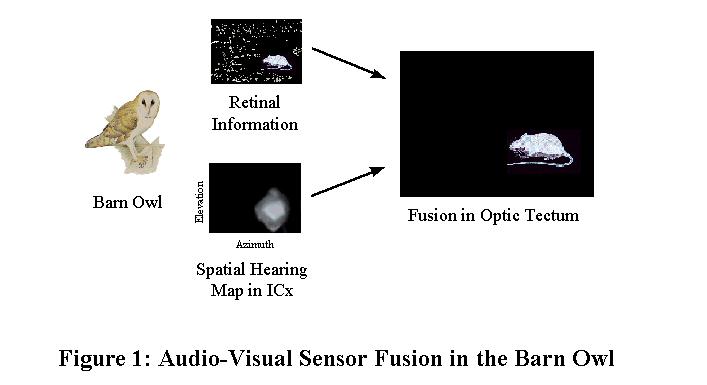 Retinal
Information
Barn Owl
Elevation
Azimuth
Spatial Hearing
Map in ICx
Fusion in Optic Tectum
Figure 1: Audio-Visual Sensor Fusion in the Barn Owl